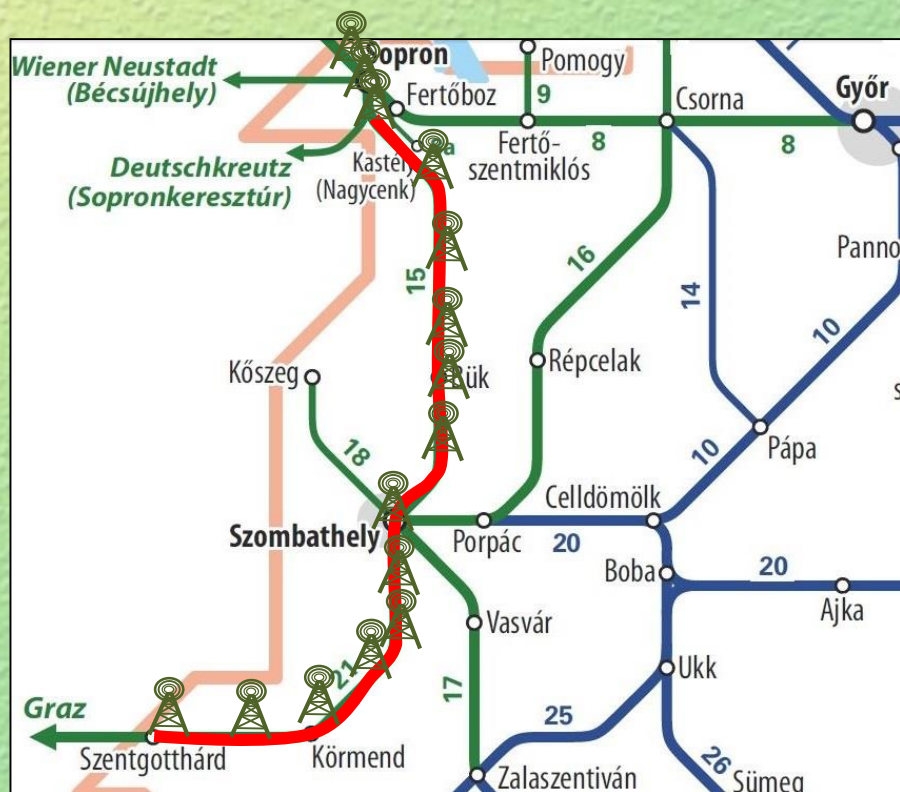 Wiener Neustadt
(Bécsújhely)
opron
Pomogy
Fertőboz
9
Csorna
Győr
Deutschkreutz
(Sopronkeresztúr)
Kastély
(Nagycenk)
Fertő-
szentmiklós
8
8
15
16
14
10
Panno
Kőszeg
Bük
Répcelak
18
10
Pápa
Szombathely
Porpác
Celldömölk
20
Boba
20
Ajka
Vasvár
21
17
Ukk
Graz
Szentgotthárd
Körmend
25
26
Zalaszentiván
Sümeg